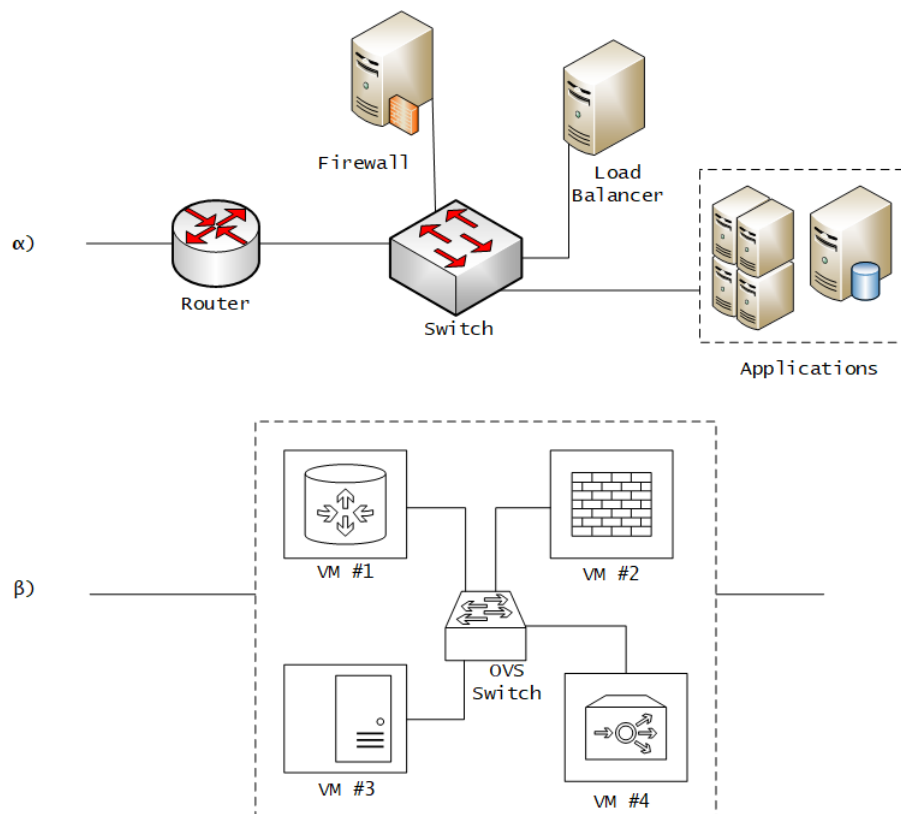 Firewall
Load
Balancer
α)
Router
Switch
Applications
VM #1
VM #2
β)
OVS
Switch
VM #3
VM #4